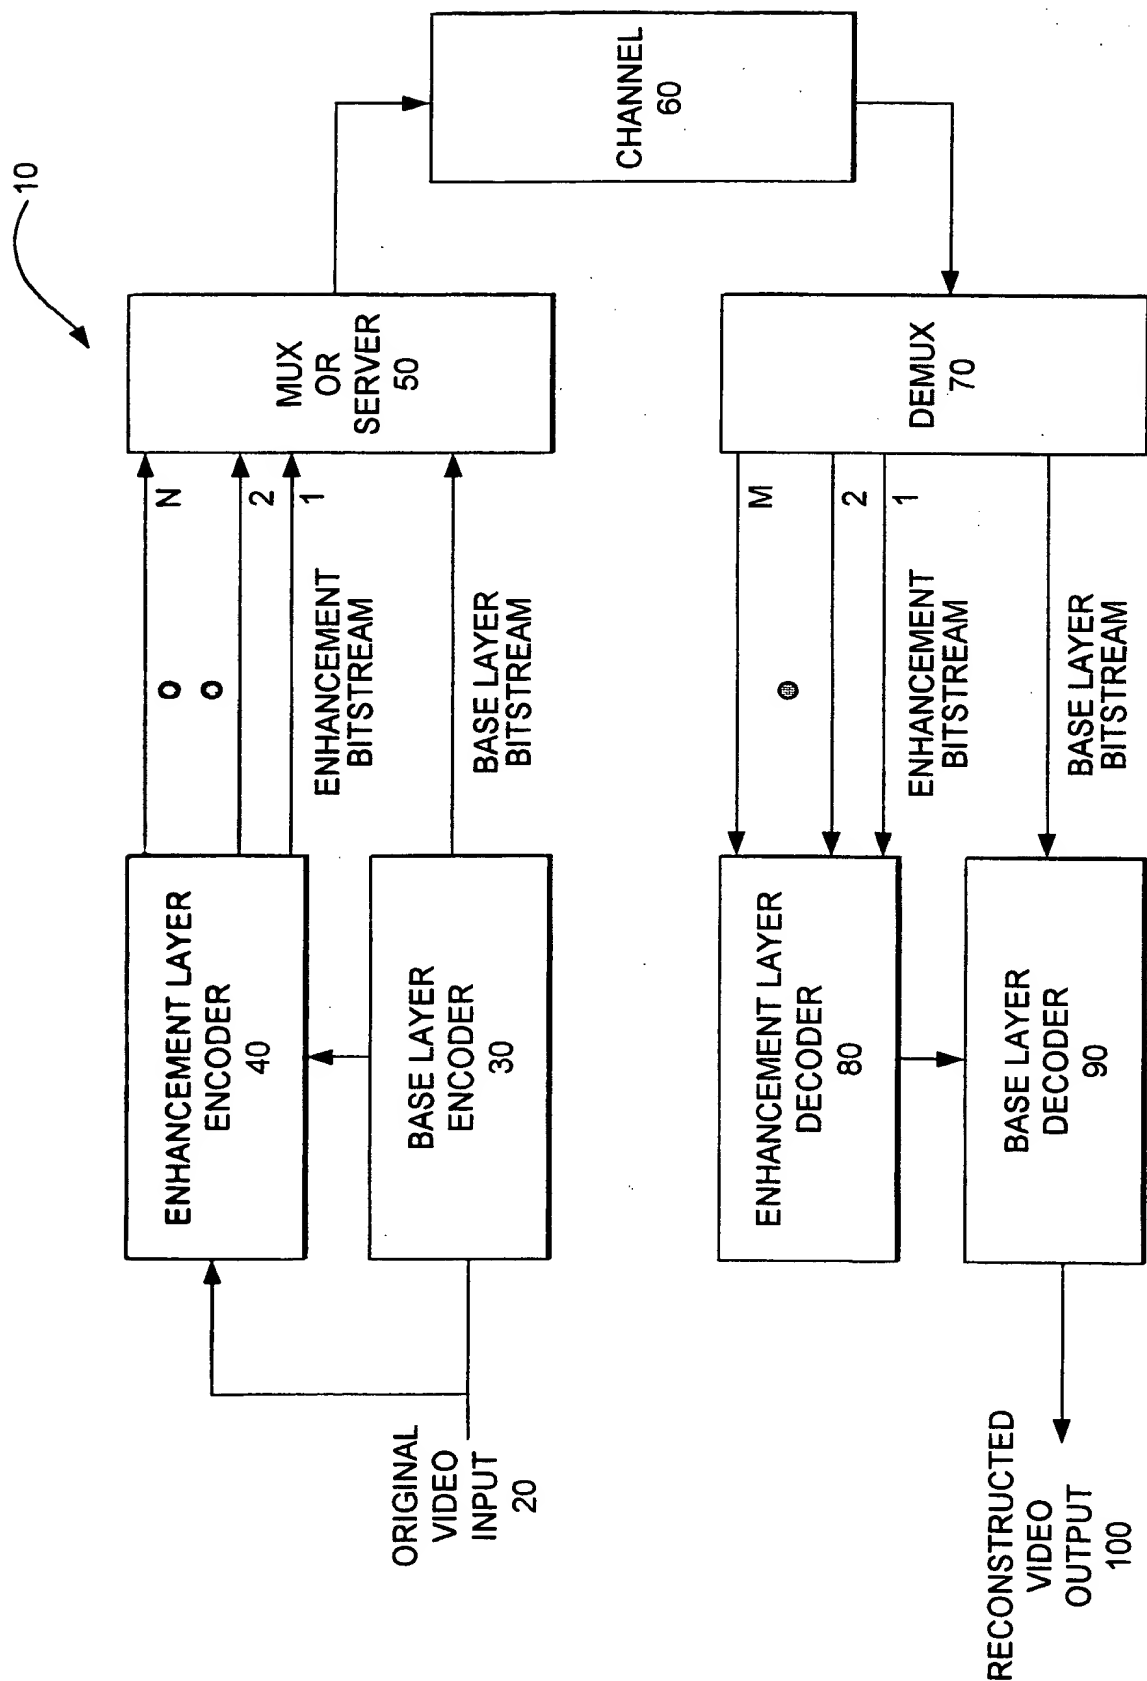 10
ORIGINAL
VIDEO
INPUT
20
ENHANCEMENT LAYER
ENCODER
40
BASE LAYER
ENCODER
30
N
2
1
ENHANCEMENT
BITSTREAM
BASE LAYER
BITSTREAM
MUX
OR
SERVER
50
CHANNEL
60
DEMUX
70
M
2
1
ENHANCEMENT
BITSTREAM
BASE LAYER
BITSTREAM
ENHANCEMENT LAYER
DECODER
80
BASE LAYER
DECODER
90
RECONSTRUCTED
VIDEO
OUTPUT
100